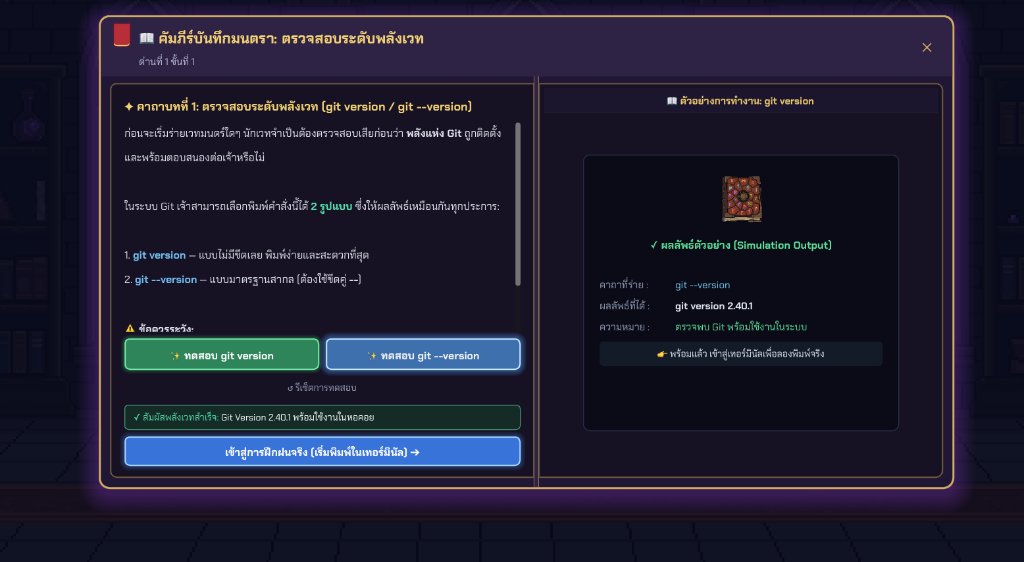 📖 คัมภีร์บันทึกมนตรา: ตรวจสอบระดับพลังเวท
ด่านที่ 1 ขั้นที่ 1
✕
✦ คาถาบทที่ 1: ตรวจสอบระดับพลังเวท (git version / git --version)
ก่อนจะเริ่มร่ายเวทมนตร์ใดๆ นักเวทจำเป็นต้องตรวจสอบเสียก่อนว่า พลังแห่ง Git ถูกติดตั้ง
และพร้อมตอบสนองต่อเจ้าหรือไม่
ในระบบ Git เจ้าสามารถเลือกพิมพ์คำสั่งนี้ได้ 2 รูปแบบ ซึ่งให้ผลลัพธ์เหมือนกันทุกประการ:
1. git version — แบบไม่มีขีดเลย พิมพ์ง่ายและสะดวกที่สุด
2. git --version — แบบมาตรฐานสากล (ต้องใช้ขีดคู่ --)
⚠️ ข้อควรระวัง:
✨ ทดสอบ git version
✨ ทดสอบ git --version
↺ รีเซ็ตการทดสอบ
✓ สัมผัสพลังเวทสำเร็จ: Git Version 2.40.1 พร้อมใช้งานในหอคอย
เข้าสู่การฝึกฝนจริง (เริ่มพิมพ์ในเทอร์มินัล) →
📖 ตัวอย่างการทำงาน: git version
✓ ผลลัพธ์ตัวอย่าง (Simulation Output)
คาถาที่ร่าย : git --version
ผลลัพธ์ที่ได้ : git version 2.40.1
ความหมาย : ตรวจพบ Git พร้อมใช้งานในระบบ
👉 พร้อมแล้ว เข้าสู่เทอร์มินัลเพื่อลองพิมพ์จริง